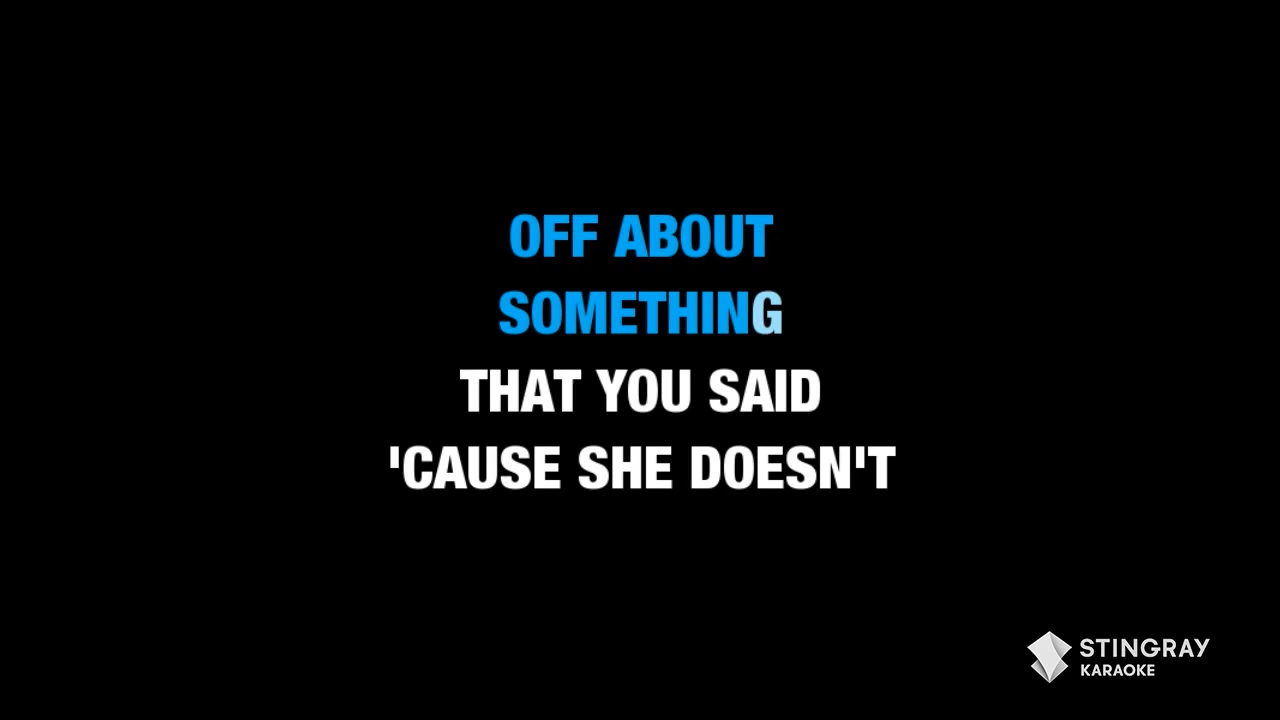 OFF ABOUT
SOMETHING
THAT YOU SAID
'CAUSE SHE DOESN'T
STINGRAY
KARAOKE